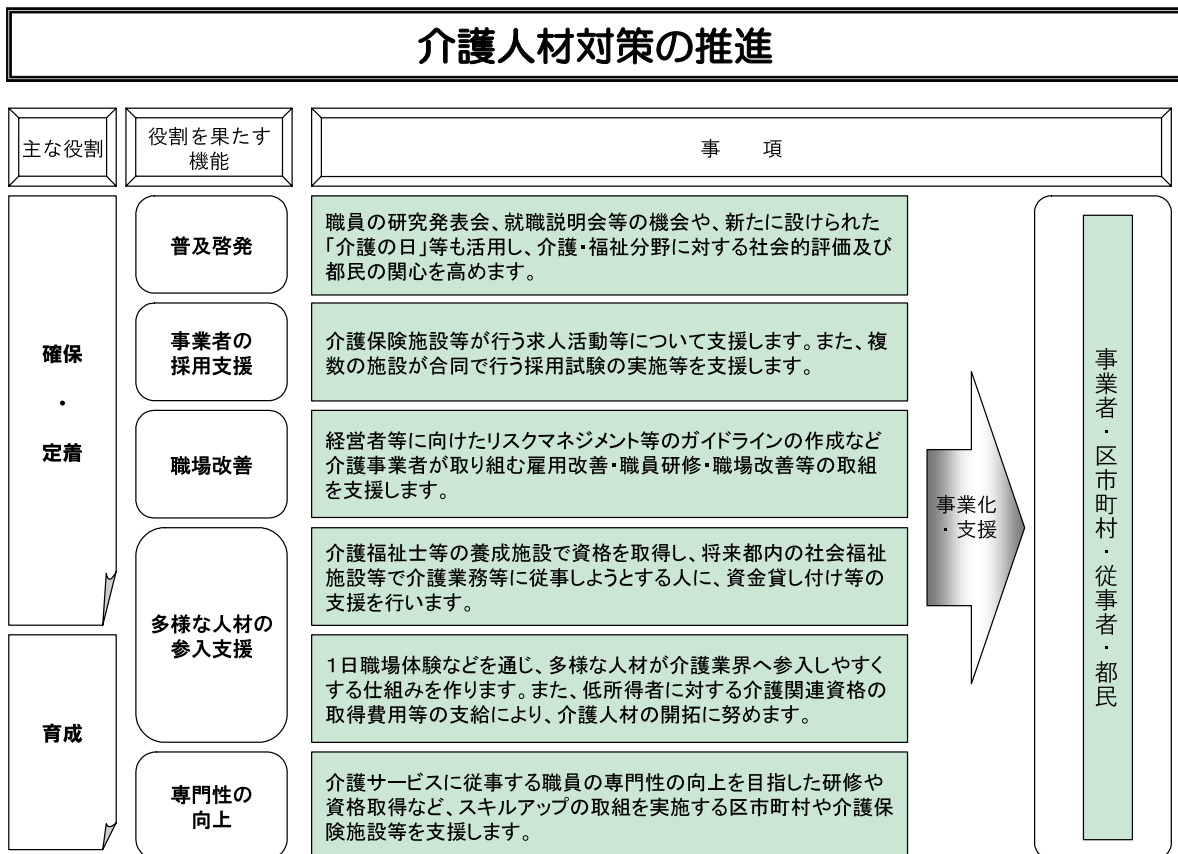 介護人材対策の推進
主な役割
役割を果たす
機能
事　項
確保
・
定着
普及啓発
職員の研究発表会、就職説明会等の機会や、新たに設けられた
「介護の日」等も活用し、介護・福祉分野に対する社会的評価及び
都民の関心を高めます。
事業者の
採用支援
介護保険施設等が行う求人活動等について支援します。また、複
数の施設が合同で行う採用試験の実施等を支援します。
職場改善
経営者等に向けたリスクマネジメント等のガイドラインの作成など
介護事業者が取り組む雇用改善・職員研修・職場改善等の取組
を支援します。
多様な人材の
参入支援
介護福祉士等の養成施設で資格を取得し、将来都内の社会福祉
施設等で介護業務等に従事しようとする人に、資金貸し付け等の
支援を行います。
育成
１日職場体験などを通じ、多様な人材が介護業界へ参入しやすく
する仕組みを作ります。また、低所得者に対する介護関連資格の
取得費用等の支給により、介護人材の開拓に努めます。
専門性の
向上
介護サービスに従事する職員の専門性の向上を目指した研修や
資格取得など、スキルアップの取組を実施する区市町村や介護保
険施設等を支援します。
事業化
・支援
事業者・区市町村・従事者・都民